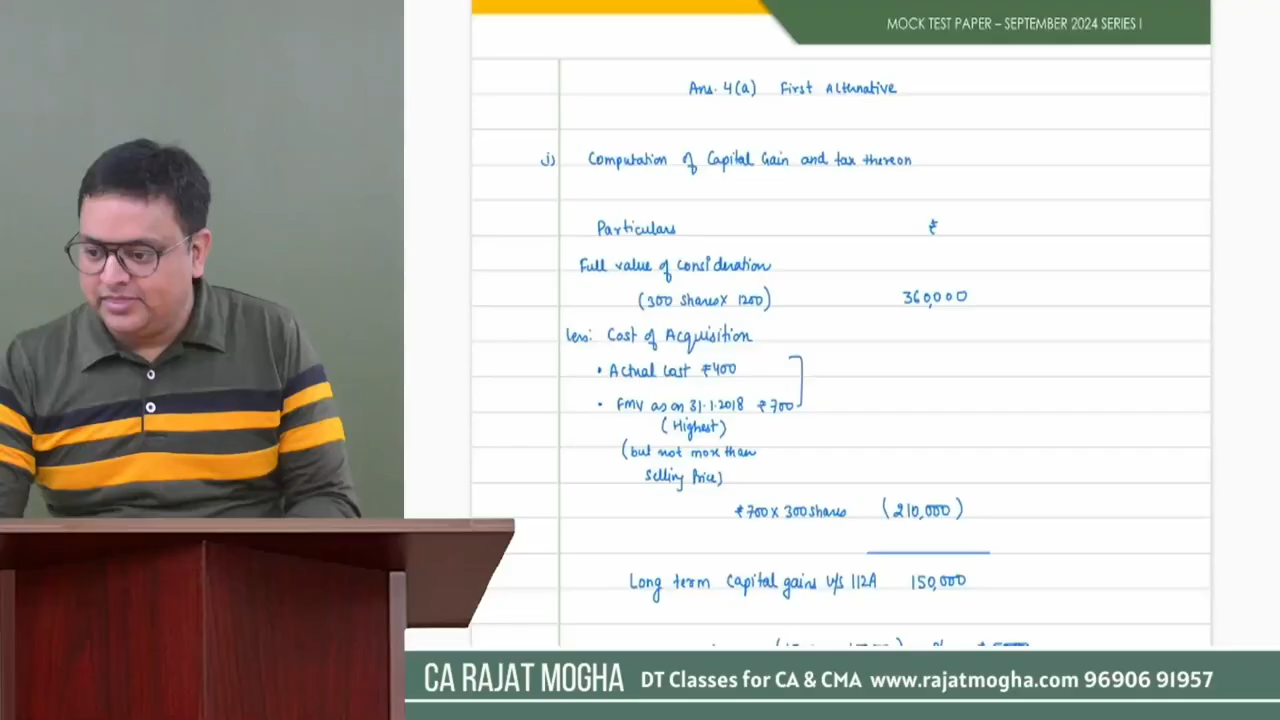 MOCK TEST PAPER – SEPTEMBER 2024 SERIES I
Ans. 4(a) First Alternative
i) Computation of Capital Gain and tax thereon
Particulars ₹
Full value of consideration
(300 shares x 1200) 360,000
Less: Cost of Acquisition
• Actual cost ₹400
• FMV as on 31.1.2018 ₹700
(Highest)
(but not more than
Selling Price)
₹700 x 300 shares (210,000)
Long term capital gains u/s 112A 150,000
CA RAJAT MOGHA DT Classes for CA & CMA www.rajatmogha.com 96906 91957